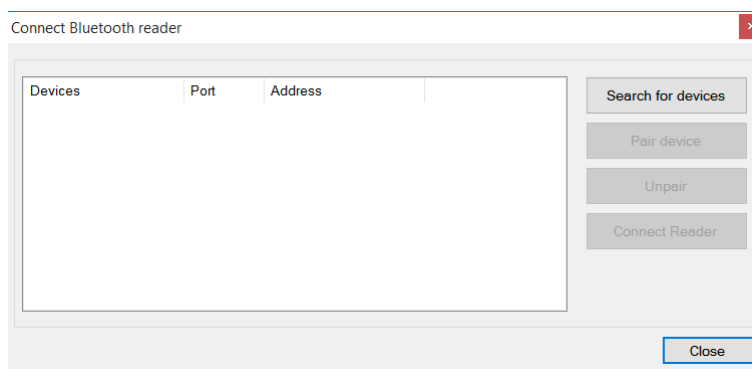 Connect Bluetooth reader
Devices Port Address
Search for devices
Pair device
Unpair
Connect Reader
Close